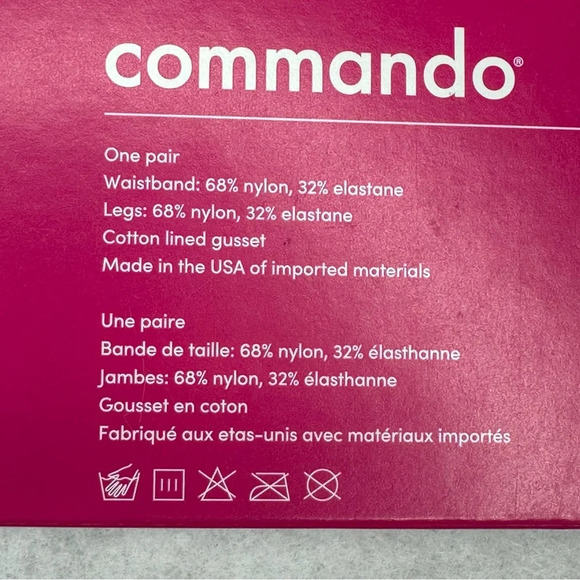 commando®
One pair
Waistband: 68% nylon, 32% elastane
Legs: 68% nylon, 32% elastane
Cotton lined gusset
Made in the USA of imported materials
Une paire
Bande de taille: 68% nylon, 32% élasthanne
Jambes: 68% nylon, 32% élasthanne
Gousset en coton
Fabriqué aux etas-unis avec matériaux importés